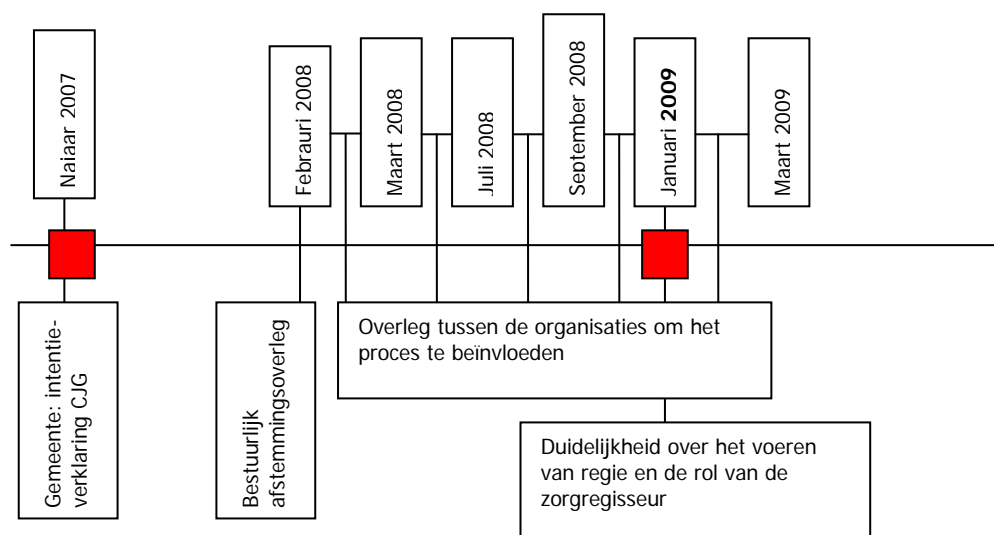 Naiaar 2007
Febrauri 2008
Maart 2008
Juli 2008
September 2008
Januari 2009
Maart 2009
Gemeente: intentie-
verklaring CJG
Bestuurlijk
afstemmingsoverleg
Overleg tussen de organisaties om het
proces te beïnvloeden
Duidelijkheid over het voeren
van regie en de rol van de
zorgregisseur